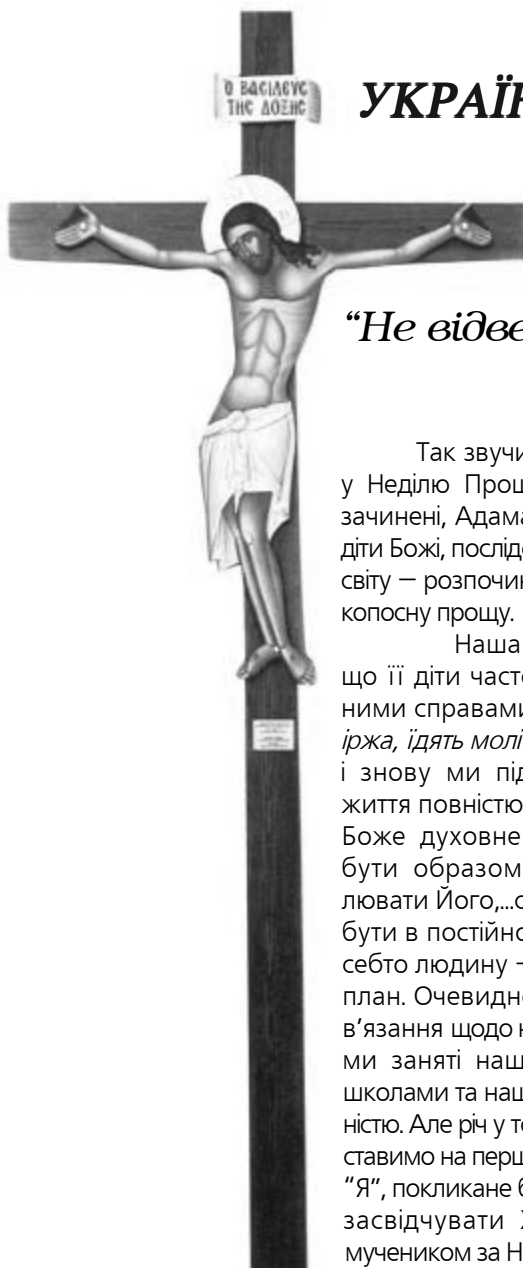 Ο ΒΑCΙΛΕΥC
ΤΗC ΔΟΞΗC
УКРАЇН
“Не відве
Так звучи
у Неділю Прощ
зачинені, Адама
діти Божі, послідо
світу — розпочин
копосну прощу.
Наша
що її діти часто
ними справами
іржа, їдять молі
і знову ми під
життя повністю
Боже духовне
бути образом
лювати Його,...с
бути в постійно
себто людину –
план. Очевидно
в’язання щодо н
ми заняті наш
школами та наш
ністю. Але річ у то
ставимо на перш
“Я”, покликане б
засвідчувати Х
мучеником за Н